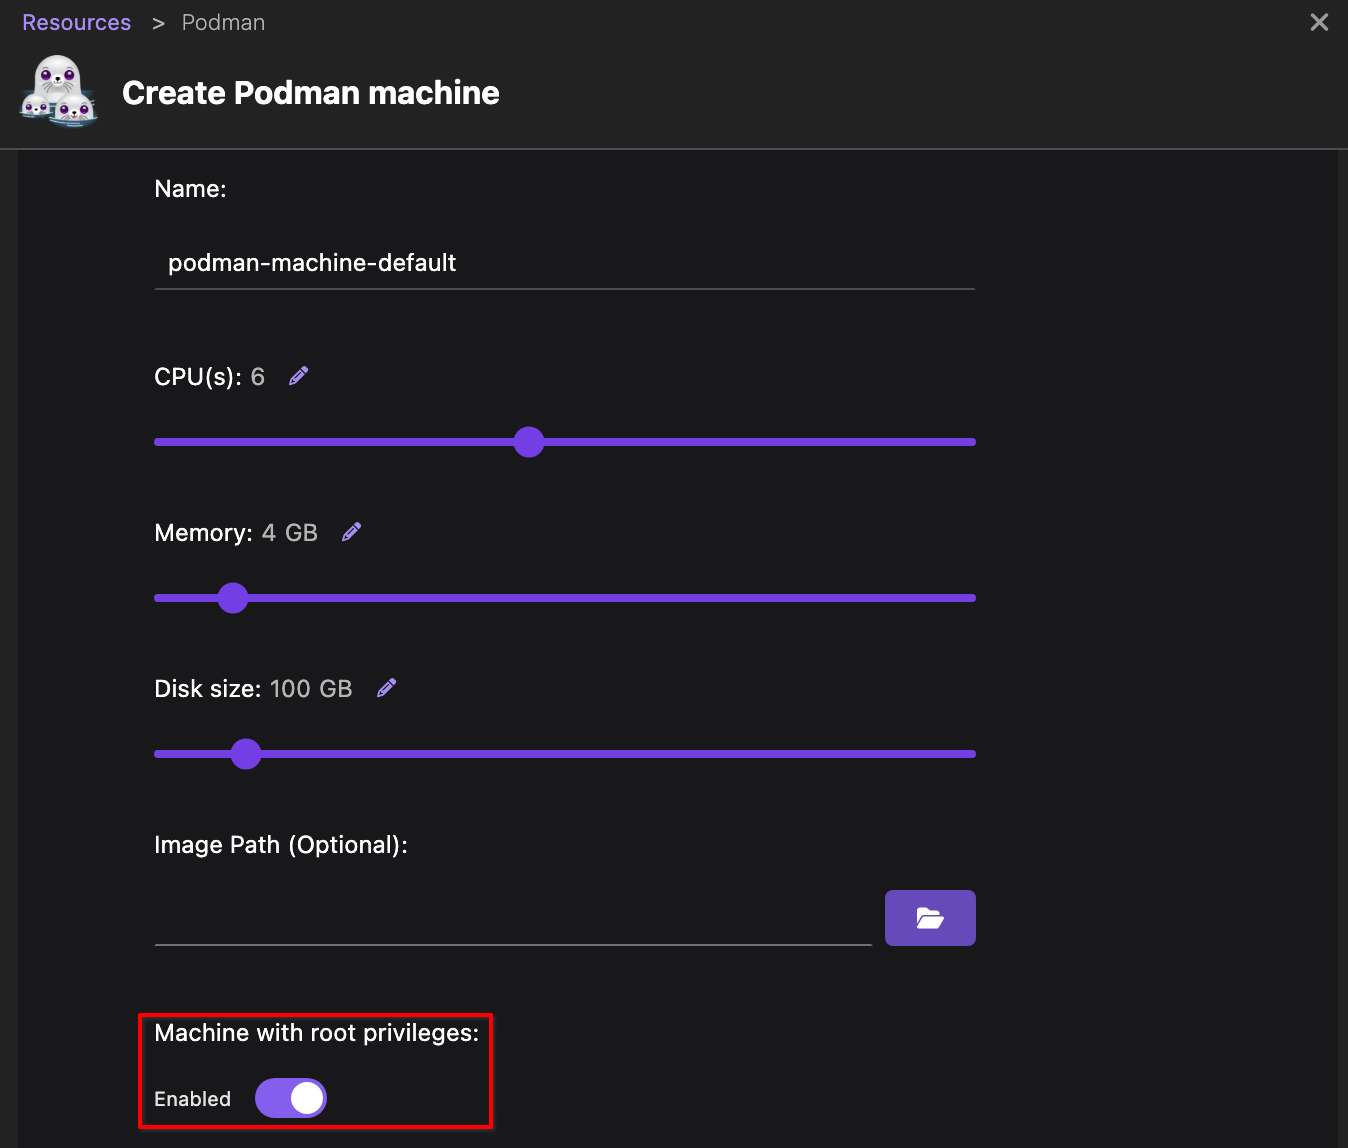 Resources > Podman
Create Podman machine
Name:
podman-machine-default
CPU(s): 6
Memory: 4 GB
Disk size: 100 GB
Image Path (Optional):
Machine with root privileges:
Enabled